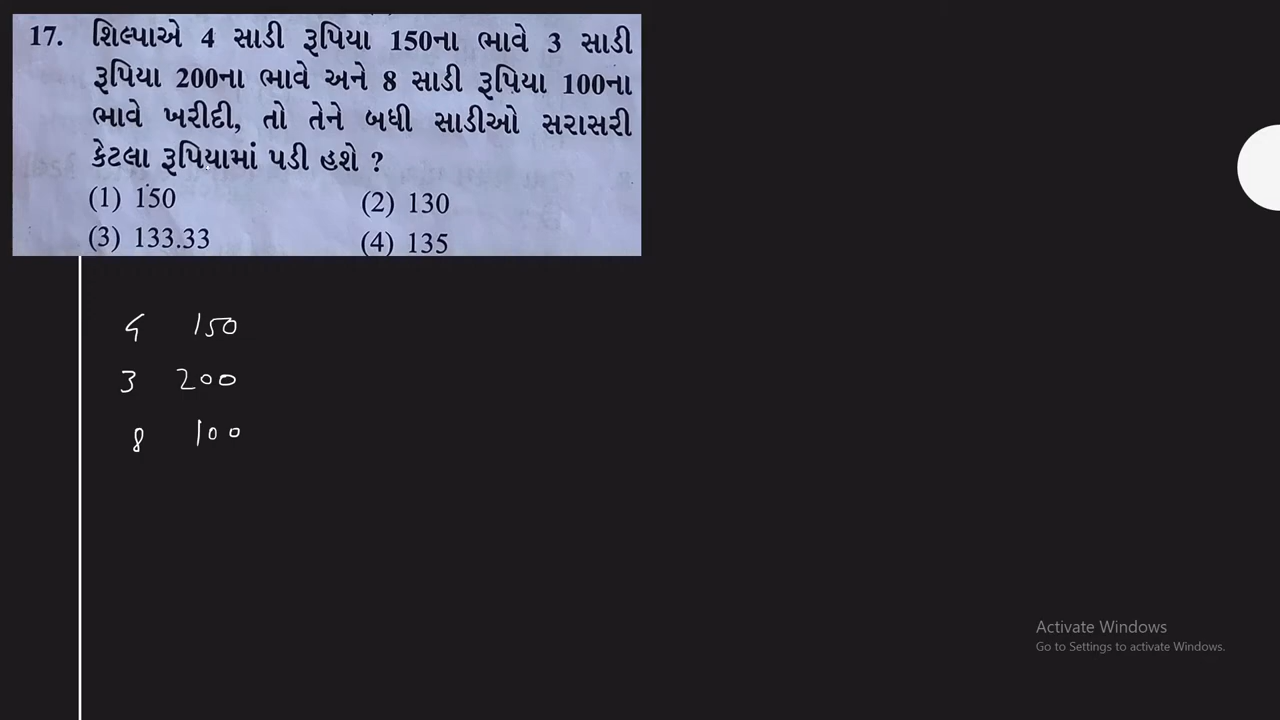 17. શિલ્પાએ 4 સાડી રૂપિયા 150ના ભાવે 3 સાડી
રૂપિયા 200ના ભાવે અને 8 સાડી રૂપિયા 100ના
ભાવે ખરીદી, તો તેને બધી સાડીઓ સરાસરી
કેટલા રૂપિયામાં પડી હશે ?
(1) 150 (2) 130
(3) 133.33 (4) 135
4 150
3 200
8 100
Activate Windows
Go to Settings to activate Windows.